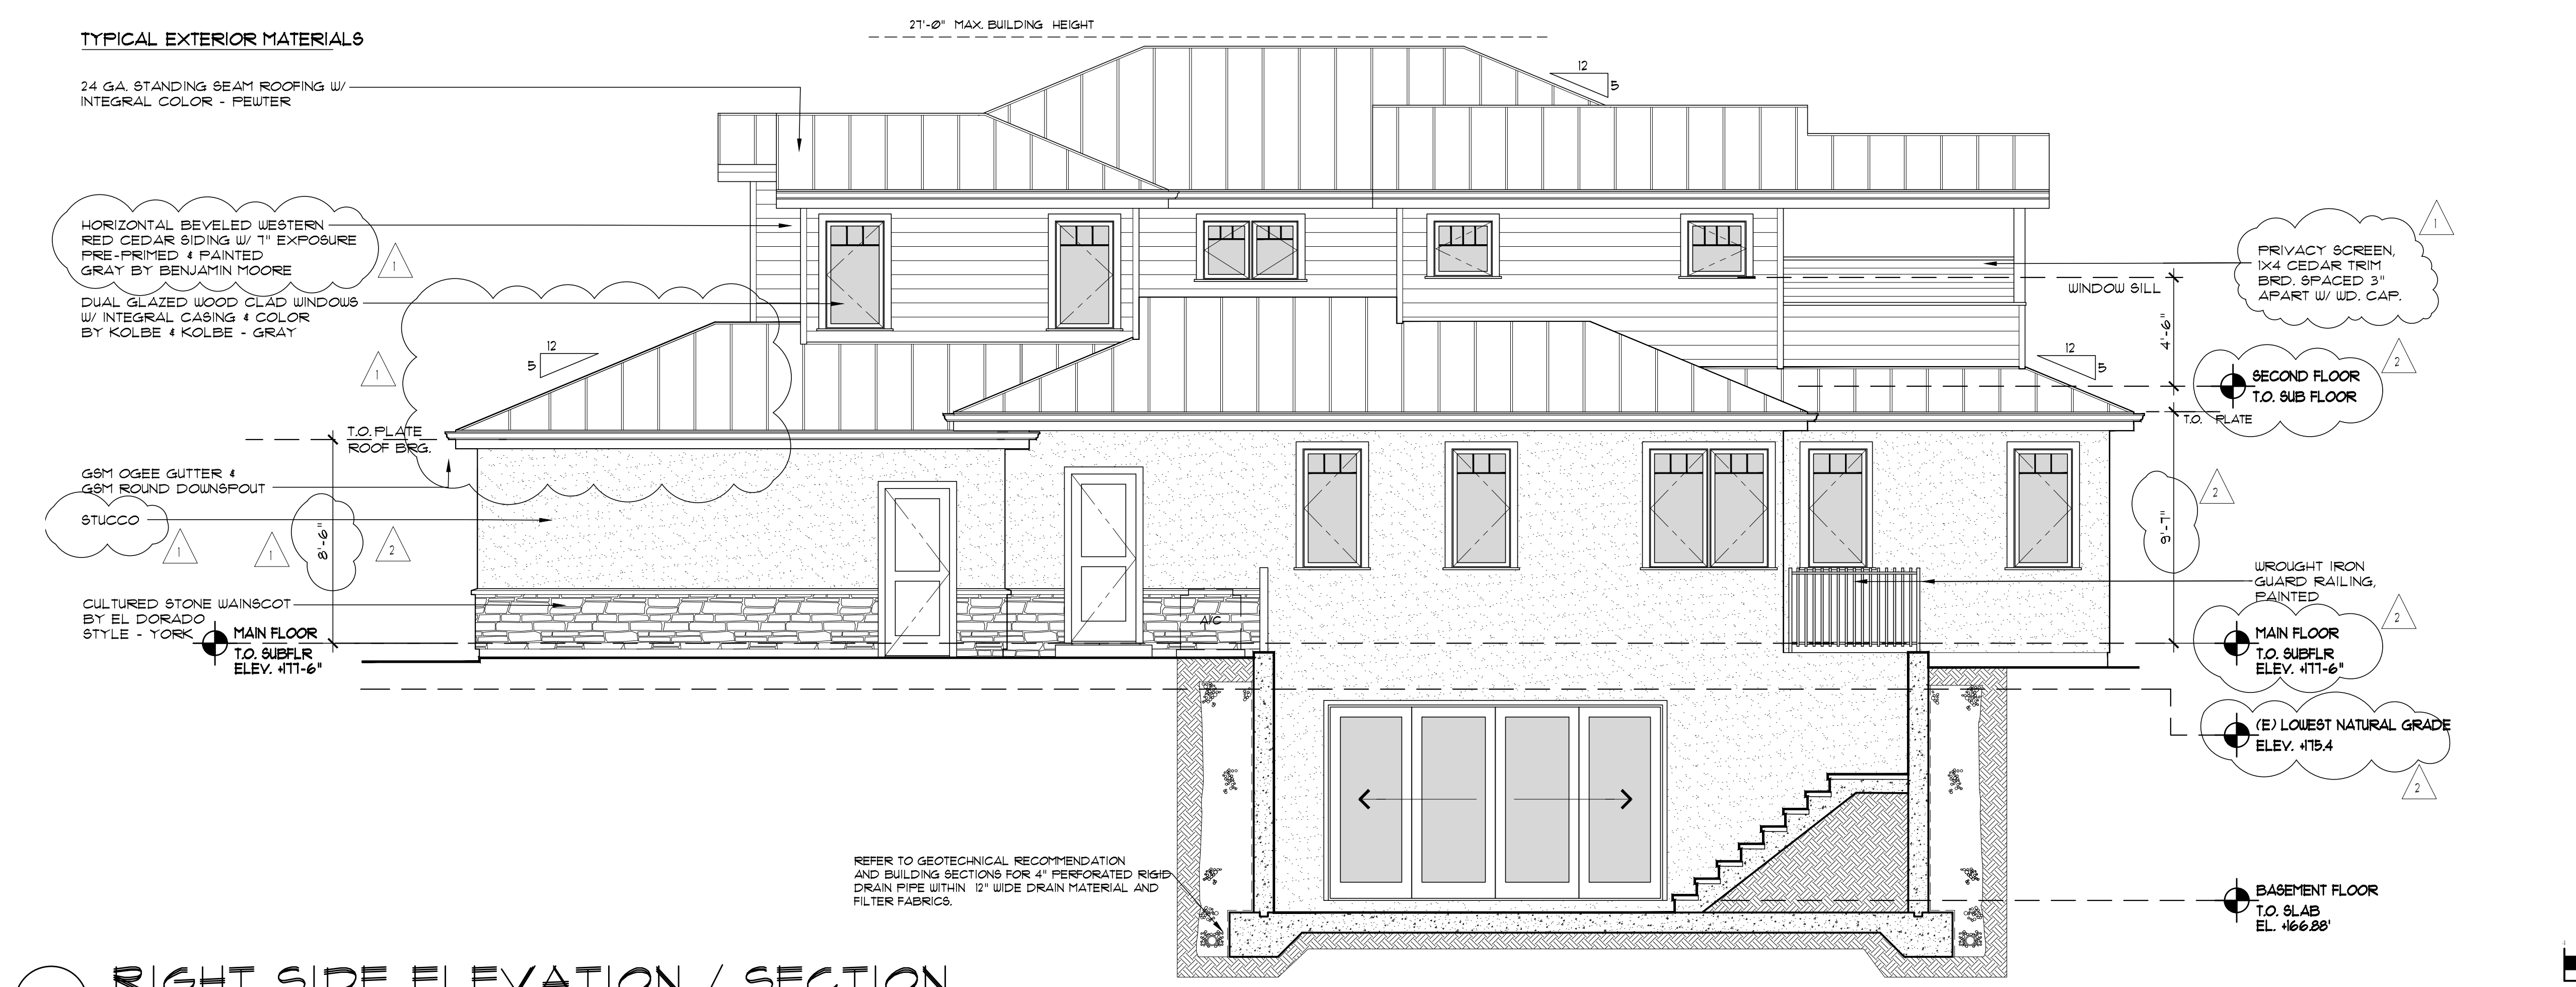 27'-0" MAX. BUILDING HEIGHT
TYPICAL EXTERIOR MATERIALS
24 GA. STANDING SEAM ROOFING W/
INTEGRAL COLOR - PEWTER
12
5
HORIZONTAL BEVELED WESTERN
RED CEDAR SIDING W/ 7" EXPOSURE
PRE-PRIMED & PAINTED
GRAY BY BENJAMIN MOORE
1
DUAL GLAZED WOOD CLAD WINDOWS
W/ INTEGRAL CASING & COLOR
BY KOLBE & KOLBE - GRAY
1
12
5
T.O. PLATE
ROOF BRG.
GSM OGEE GUTTER &
GSM ROUND DOWNSPOUT
STUCCO
1
1
8'-6"
2
CULTURED STONE WAINSCOT
BY EL DORADO
STYLE - YORK
MAIN FLOOR
T.O. SUBFLR
ELEV. +177-6"
A/C
1
PRIVACY SCREEN,
1X4 CEDAR TRIM
BRD. SPACED 3"
APART W/ WD. CAP.
WINDOW SILL
4'-6"
12
5
2
SECOND FLOOR
T.O. SUB FLOOR
T.O. PLATE
2
9'-7"
WROUGHT IRON
GUARD RAILING,
PAINTED
2
MAIN FLOOR
T.O. SUBFLR
ELEV. +177-6"
(E) LOWEST NATURAL GRADE
ELEV. +175.4
2
REFER TO GEOTECHNICAL RECOMMENDATION
AND BUILDING SECTIONS FOR 4" PERFORATED RIGID
DRAIN PIPE WITHIN 12" WIDE DRAIN MATERIAL AND
FILTER FABRICS.
BASEMENT FLOOR
T.O. SLAB
EL. +166.88'
RIGHT SIDE ELEVATION / SECTION